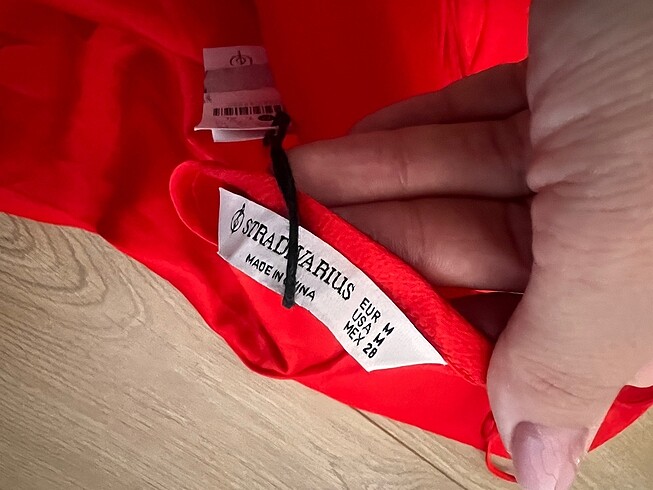 STRADIVARIUS
MADE IN CHINA
EUR M
USA M
MEX 28